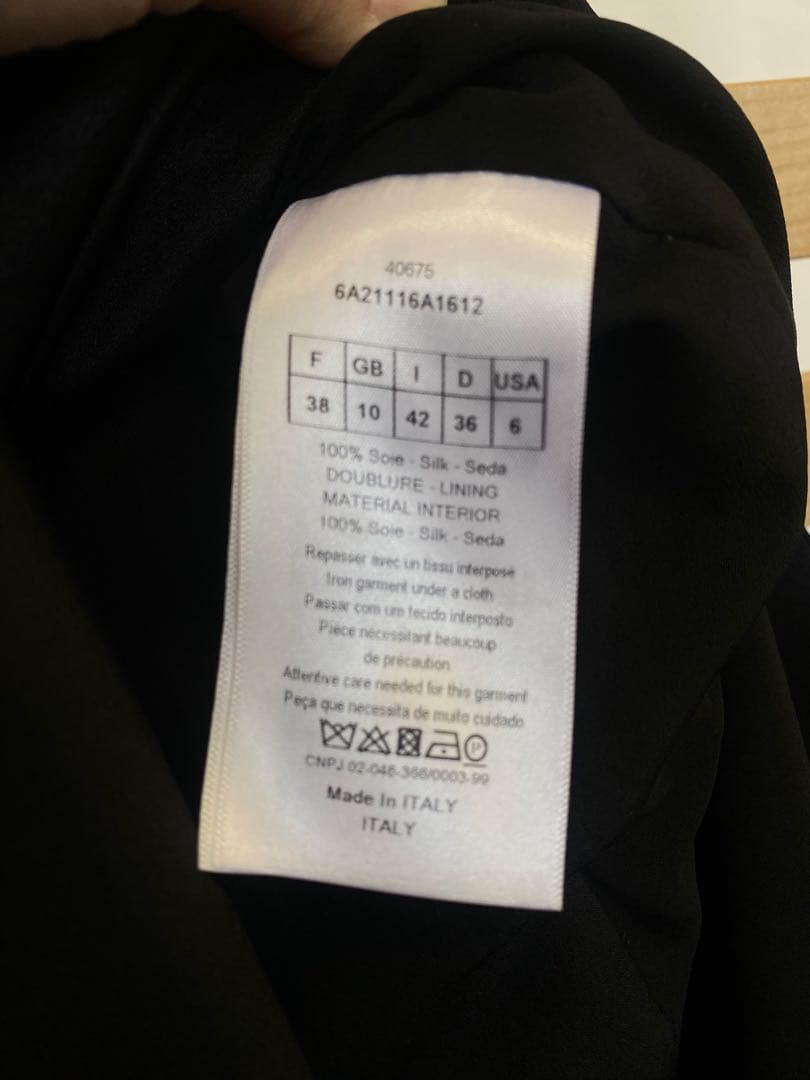 40675
6A21116A1612
F GB I D USA
38 10 42 36 6
100% Soie - Silk - Seda
DOUBLURE - LINING
MATERIAL INTERIOR
100% Soie - Silk - Seda
Repasser avec un tissu interposé
Iron garment under a cloth
Passar com um tecido interposto
Pièce nécessitant beaucoup
de précaution
Attentive care needed for this garment
Peça que necessita de muito cuidado
P
CNPJ 02-046-366/0003-99
Made In ITALY
ITALY